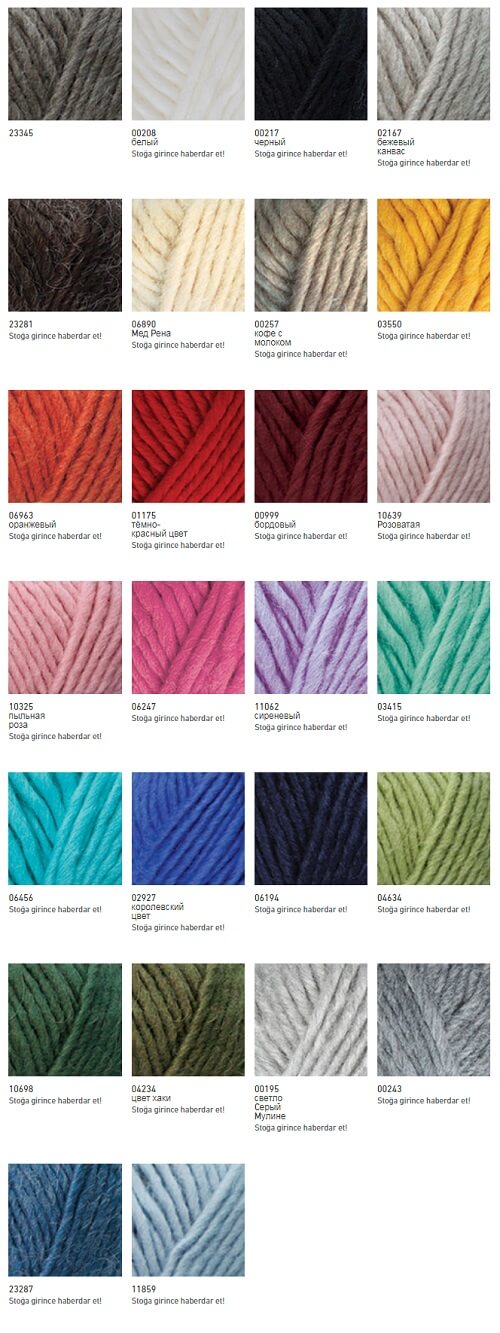 23345
00208
белый
Stoğa girince haberdar et!
00217
черный
Stoğa girince haberdar et!
02167
бежевый
канвас
Stoğa girince haberdar et!
23281
Stoğa girince haberdar et!
06890
Мед Рена
Stoğa girince haberdar et!
00257
кофе с
молоком
Stoğa girince haberdar et!
03550
Stoğa girince haberdar et!
06963
оранжевый
Stoğa girince haberdar et!
01175
тёмно-
красный цвет
Stoğa girince haberdar et!
00999
бордовый
Stoğa girince haberdar et!
10639
Розоватая
Stoğa girince haberdar et!
10325
пыльная
роза
Stoğa girince haberdar et!
06247
Stoğa girince haberdar et!
11062
сиреневый
Stoğa girince haberdar et!
03415
Stoğa girince haberdar et!
06456
Stoğa girince haberdar et!
02927
королевский
цвет
Stoğa girince haberdar et!
06194
Stoğa girince haberdar et!
04634
Stoğa girince haberdar et!
10698
Stoğa girince haberdar et!
04234
цвет хаки
Stoğa girince haberdar et!
00195
светло
Серый
Мулине
Stoğa girince haberdar et!
00243
Stoğa girince haberdar et!
23287
Stoğa girince haberdar et!
11859
Stoğa girince haberdar et!